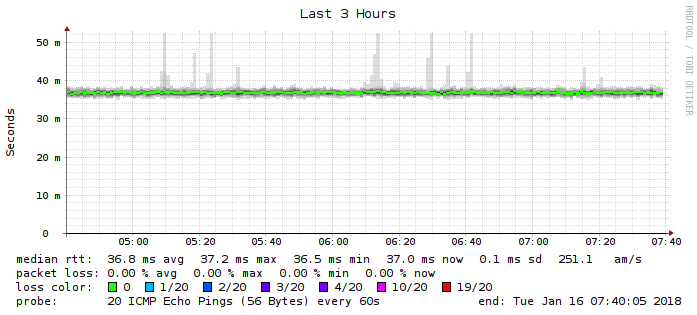 Last 3 Hours
RRDTOOL / TOBI OETIKER
Seconds
50 m
40 m
30 m
20 m
10 m
0
05:00 05:20 05:40 06:00 06:20 06:40 07:00 07:20 07:40
median rtt: 36.8 ms avg 37.2 ms max 36.5 ms min 37.0 ms now 0.1 ms sd 251.1 am/s
packet loss: 0.00 % avg 0.00 % max 0.00 % min 0.00 % now
loss color: 0 1/20 2/20 3/20 4/20 10/20 19/20
probe: 20 ICMP Echo Pings (56 Bytes) every 60s end: Tue Jan 16 07:40:05 2018